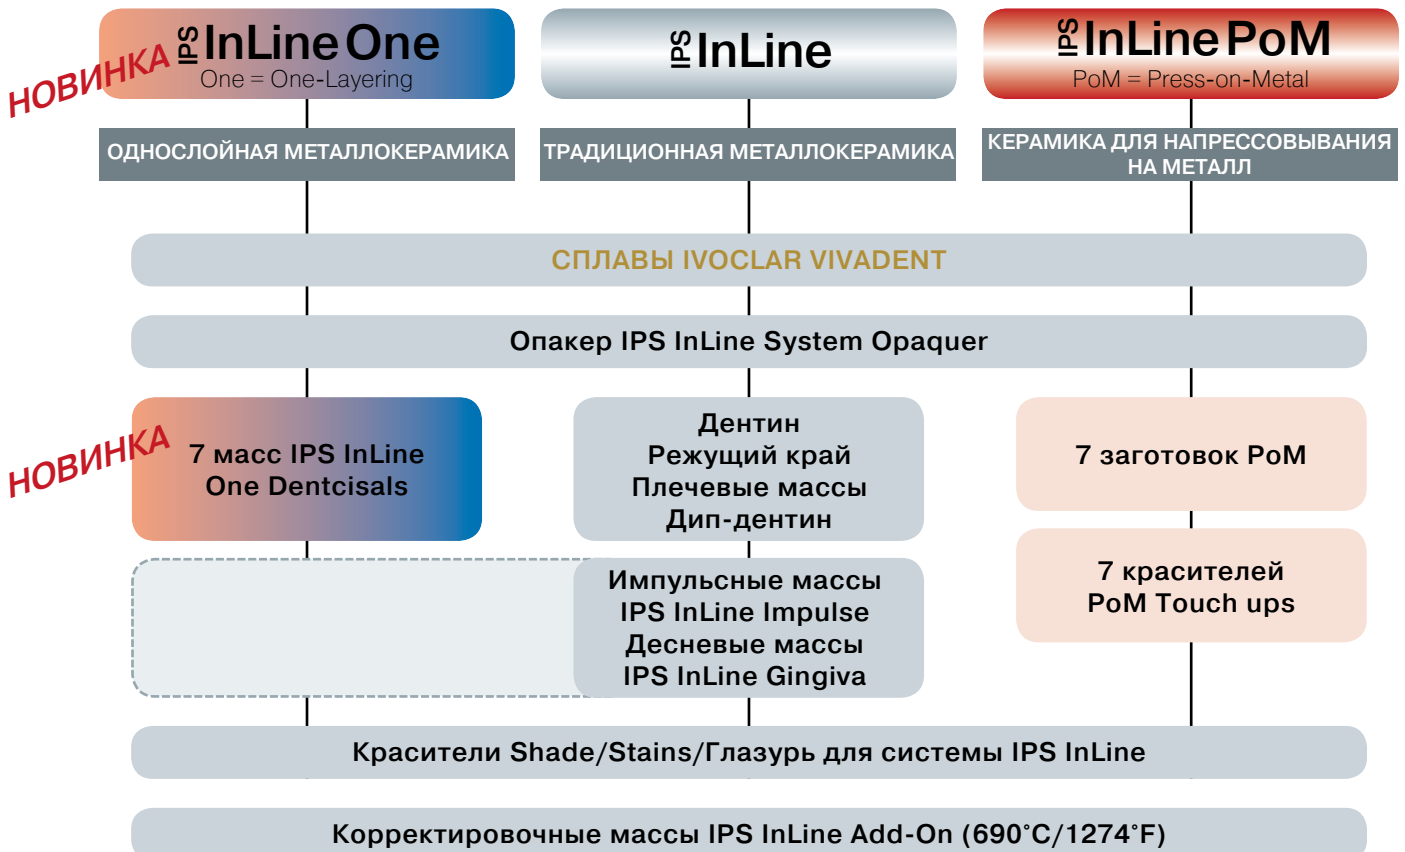 НОВИНКА
IPS InLine One
One = One-Layering
IPS InLine
IPS InLine PoM
PoM = Press-on-Metal
ОДНОСЛОЙНАЯ МЕТАЛЛОКЕРАМИКА
ТРАДИЦИОННАЯ МЕТАЛЛОКЕРАМИКА
КЕРАМИКА ДЛЯ НАПРЕССОВЫВАНИЯ
НА МЕТАЛЛ
СПЛАВЫ IVOCLAR VIVADENT
Опакер IPS InLine System Opaquer
НОВИНКА
7 масс IPS InLine
One Dentcisals
Дентин
Режущий край
Плечевые массы
Дип-дентин
7 заготовок PoM
Импульсные массы
IPS InLine Impulse
Десневые массы
IPS InLine Gingiva
7 красителей
PoM Touch ups
Красители Shade/Stains/Глазурь для системы IPS InLine
Корректировочные массы IPS InLine Add-On (690°C/1274°F)